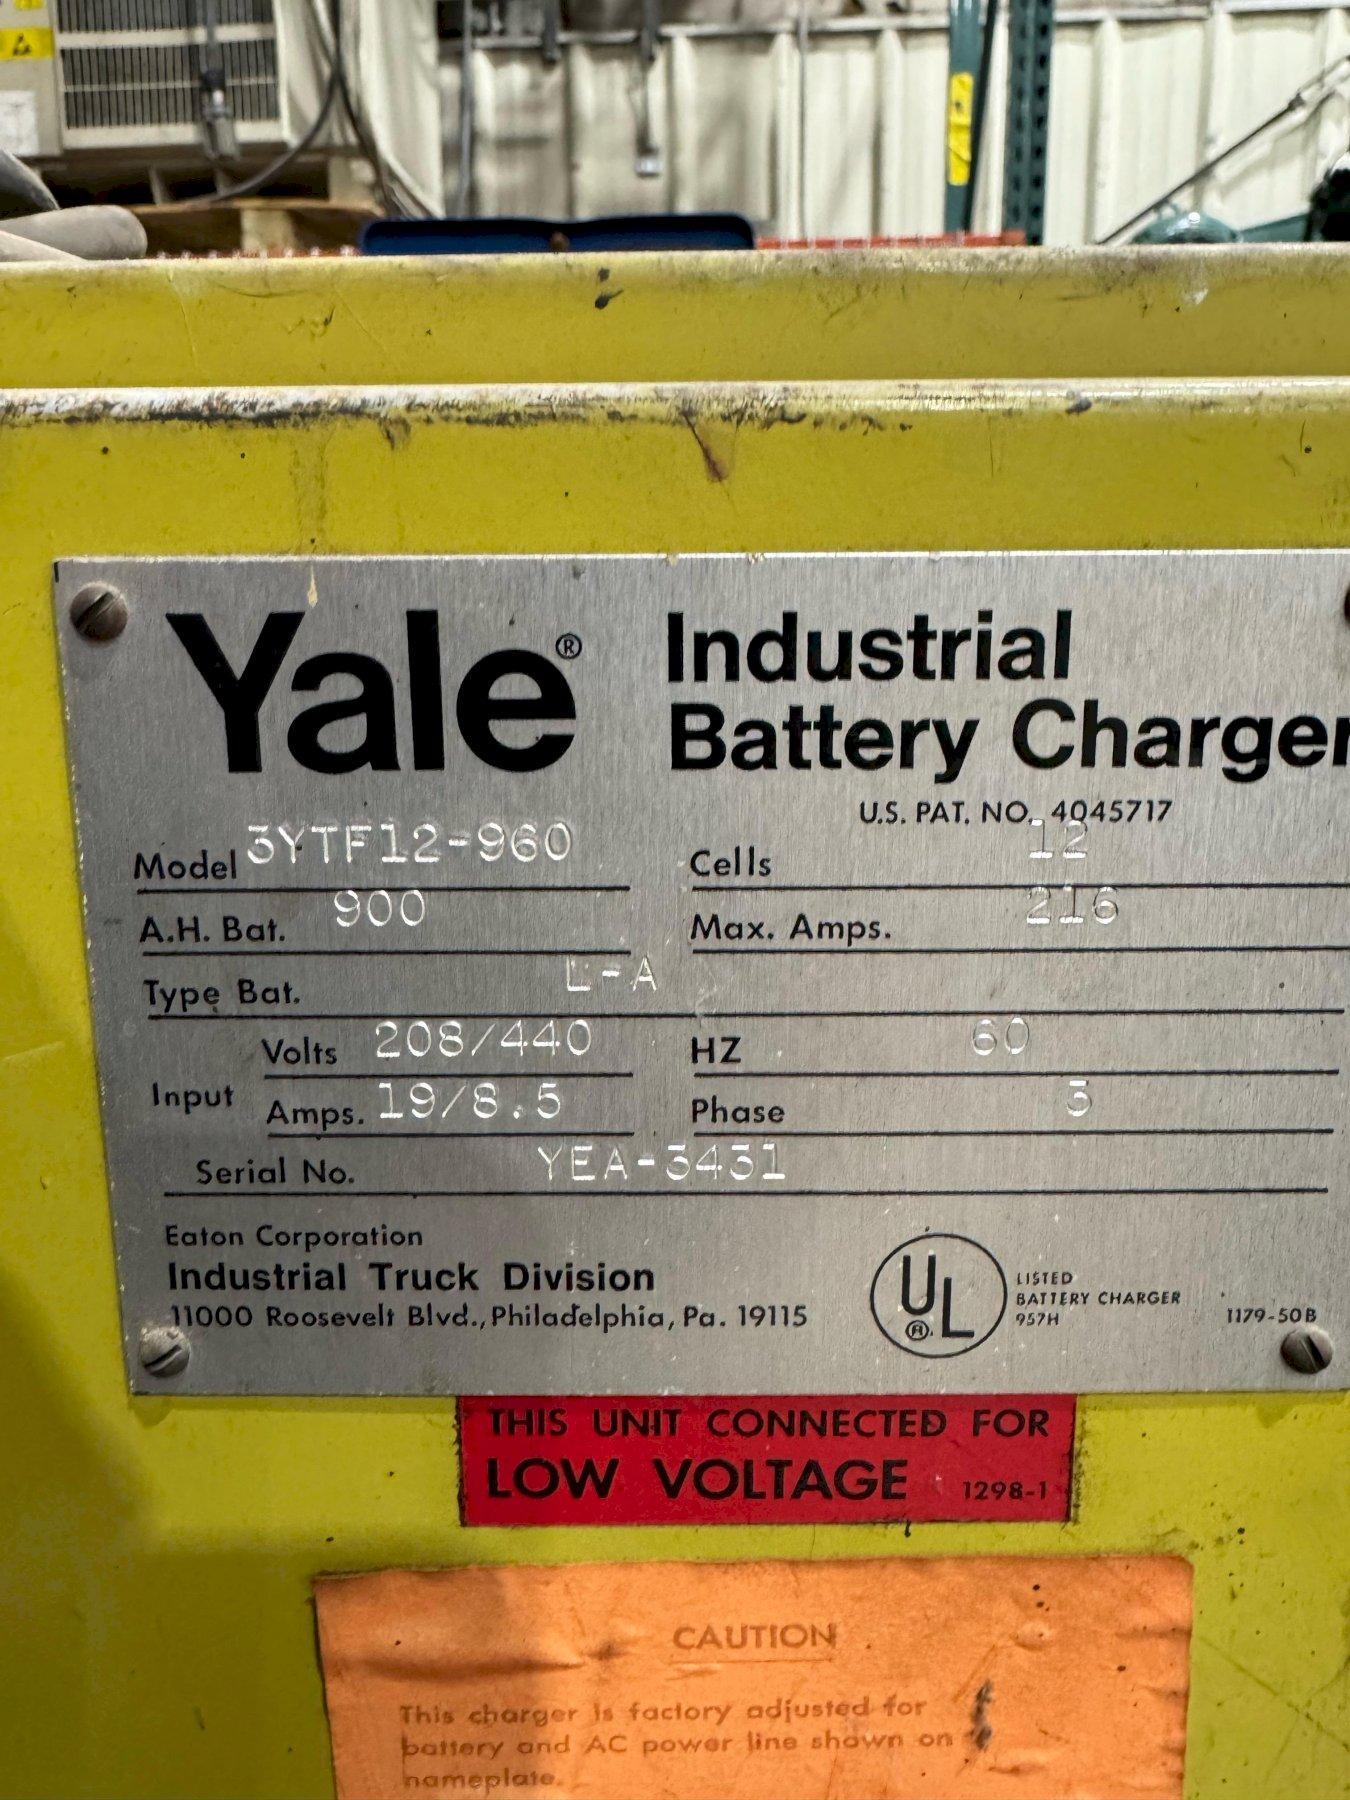 Yale®
Industrial
Battery Charger
U.S. PAT. NO. 4045717
Model 3YTF12-960
Cells 12
A.H. Bat. 900
Max. Amps. 216
Type Bat. L-A
Input
Volts 208/440
HZ 60
Amps. 19/8.5
Phase 3
Serial No. YEA-3431
Eaton Corporation
Industrial Truck Division
11000 Roosevelt Blvd., Philadelphia, Pa. 19115
UL®
LISTED
BATTERY CHARGER
957H
1179-50B
THIS UNIT CONNECTED FOR
LOW VOLTAGE 1298-1
CAUTION
This charger is factory adjusted for
battery and AC power line shown on
nameplate.